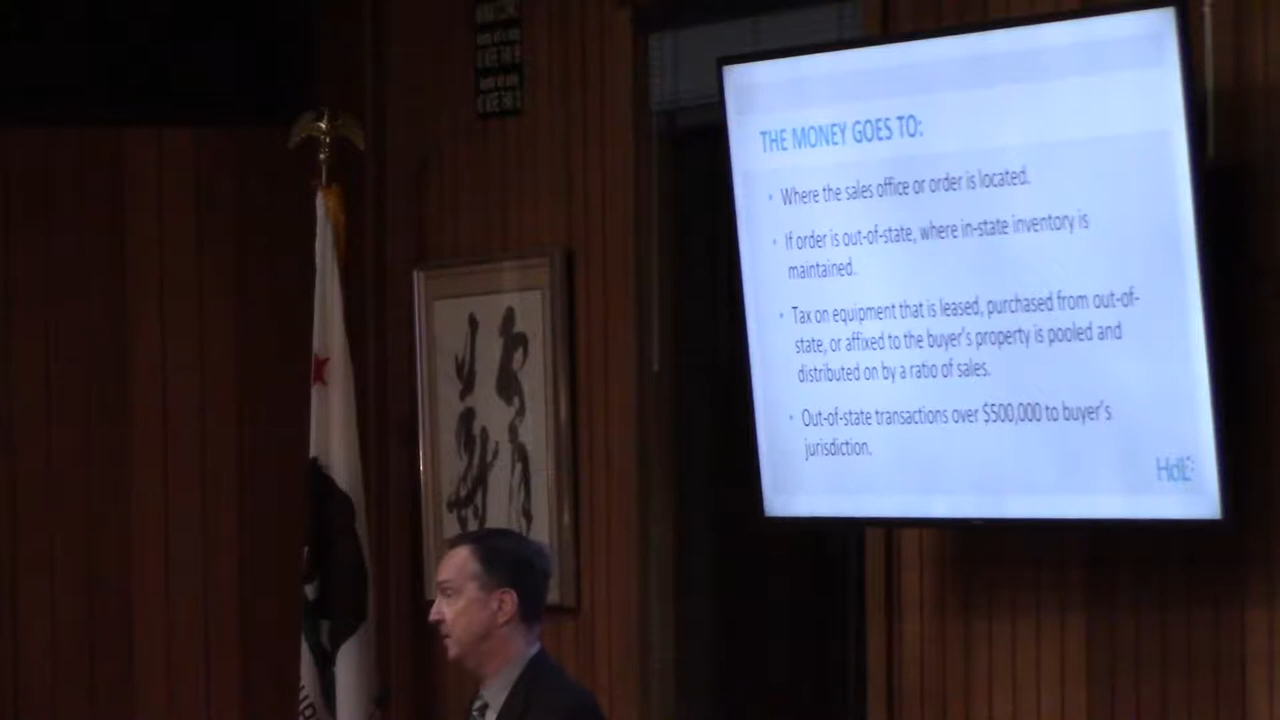 THE MONEY GOES TO:
Where the sales office or order is located.
If order is out-of-state, where in-state inventory is
maintained.
Tax on equipment that is leased, purchased from out-of-
state, or affixed to the buyer's property is pooled and
distributed on by a ratio of sales.
Out-of-state transactions over $500,000 to buyer's
jurisdiction.
HdL